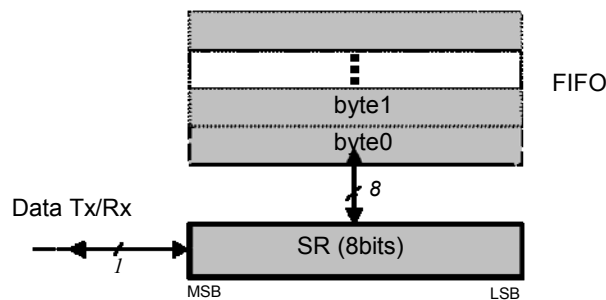 FIFO
byte1
byte0
8
Data Tx/Rx
1
SR (8bits)
MSB
LSB